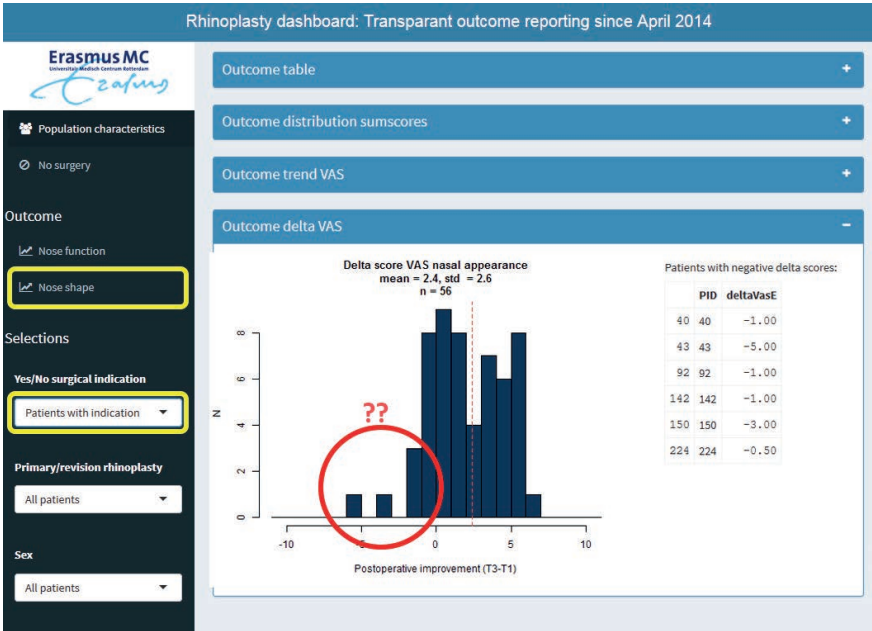 Rhinoplasty dashboard: Transparant outcome reporting since April 2014
Erasmus MC
Universitair Medisch Centrum Rotterdam
Erasmus
Population characteristics
No surgery
Outcome
Nose function
Nose shape
Selections
Yes/No surgical indication
Patients with indication
Primary/revision rhinoplasty
All patients
Sex
All patients
Outcome table +
Outcome distribution sumscores +
Outcome trend VAS +
Outcome delta VAS −
Delta score VAS nasal appearance
mean = 2.4, std = 2.6
n = 56
??
N
8
6
4
2
0
-10 -5 0 5 10
Postoperative improvement (T3-T1)
Patients with negative delta scores:
PID deltaVasE
40 40 -1.00
43 43 -5.00
92 92 -1.00
142 142 -1.00
150 150 -3.00
224 224 -0.50